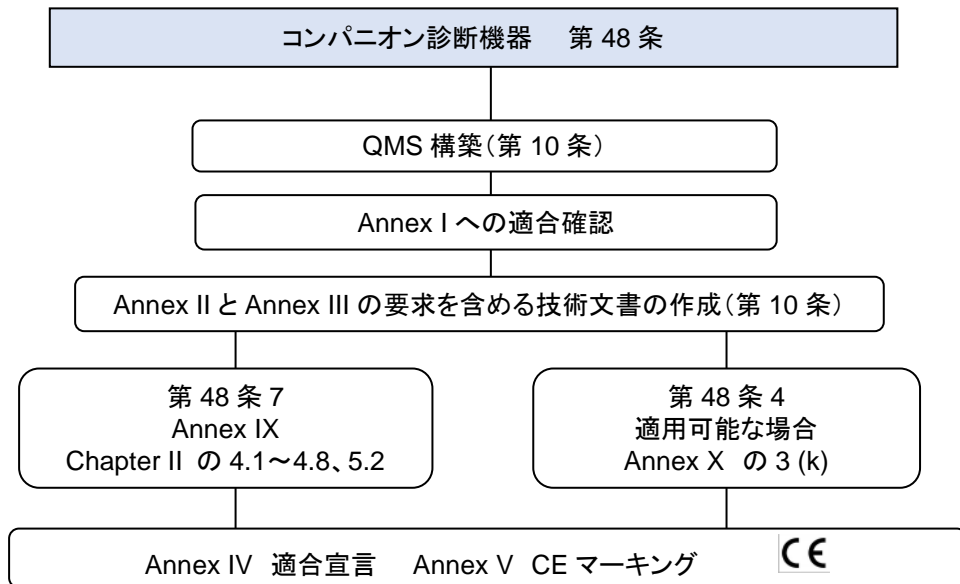 コンパニオン診断機器 第 48 条
QMS 構築（第 10 条）
Annex I への適合確認
Annex II と Annex III の要求を含める技術文書の作成（第 10 条）
第 48 条 7
Annex IX
Chapter II の 4.1～4.8、5.2
第 48 条 4
適用可能な場合
Annex X の 3 (k)
Annex IV 適合宣言 Annex V CE マーキング CE